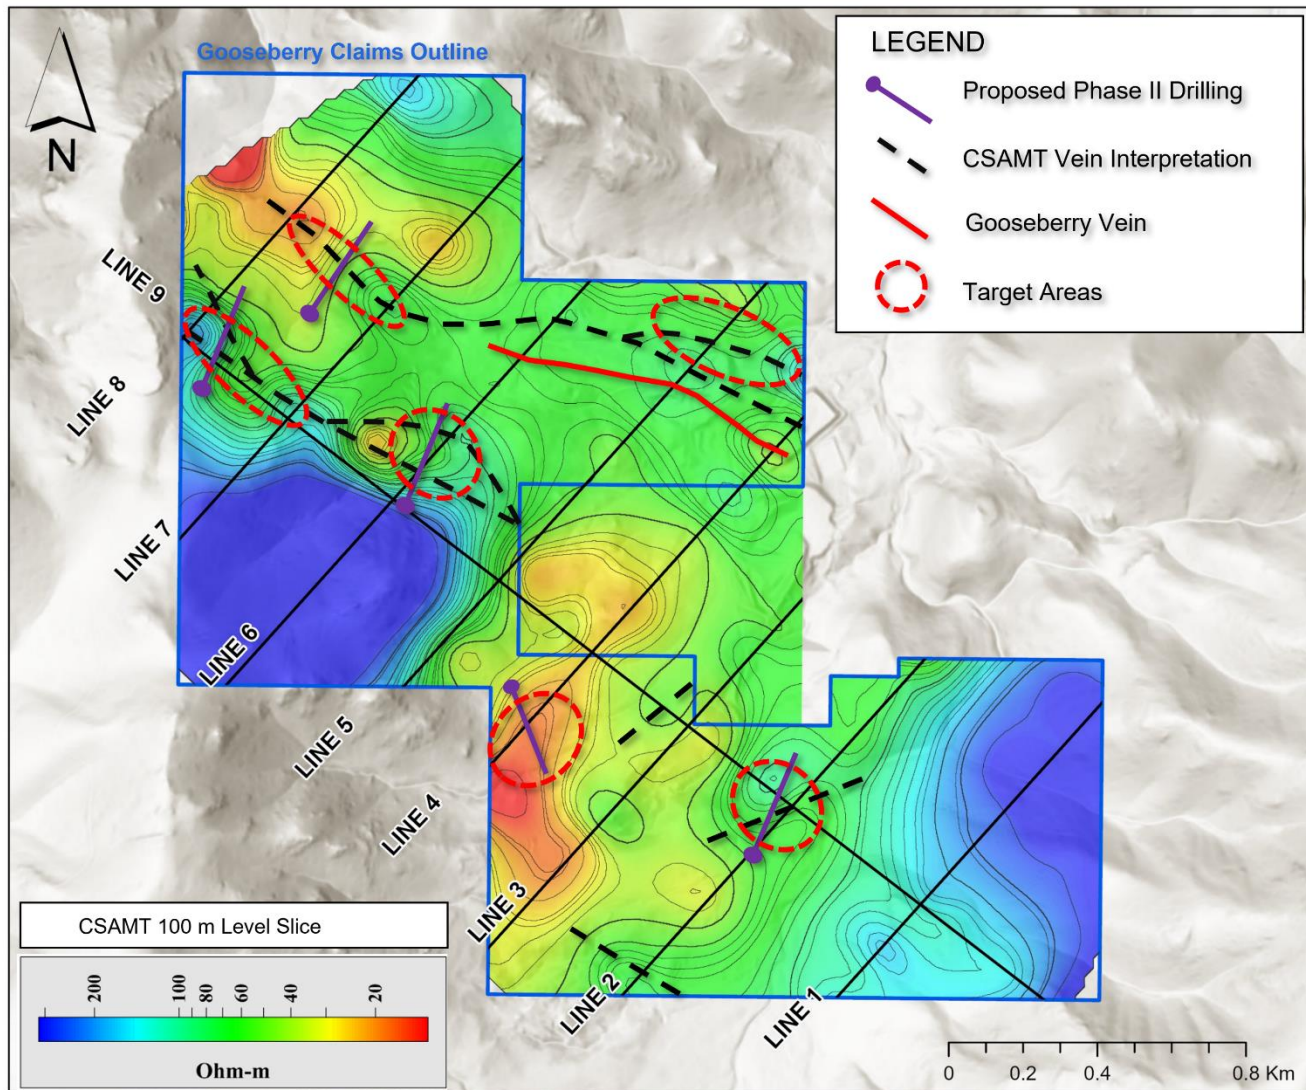 Gooseberry Claims Outline
N
LEGEND
Proposed Phase II Drilling
CSAMT Vein Interpretation
Gooseberry Vein
Target Areas
LINE 9
LINE 8
LINE 7
LINE 6
LINE 5
LINE 4
LINE 3
LINE 2
LINE 1
CSAMT 100 m Level Slice
200 100 80 60 40 20
Ohm-m
0 0.2 0.4 0.8 Km